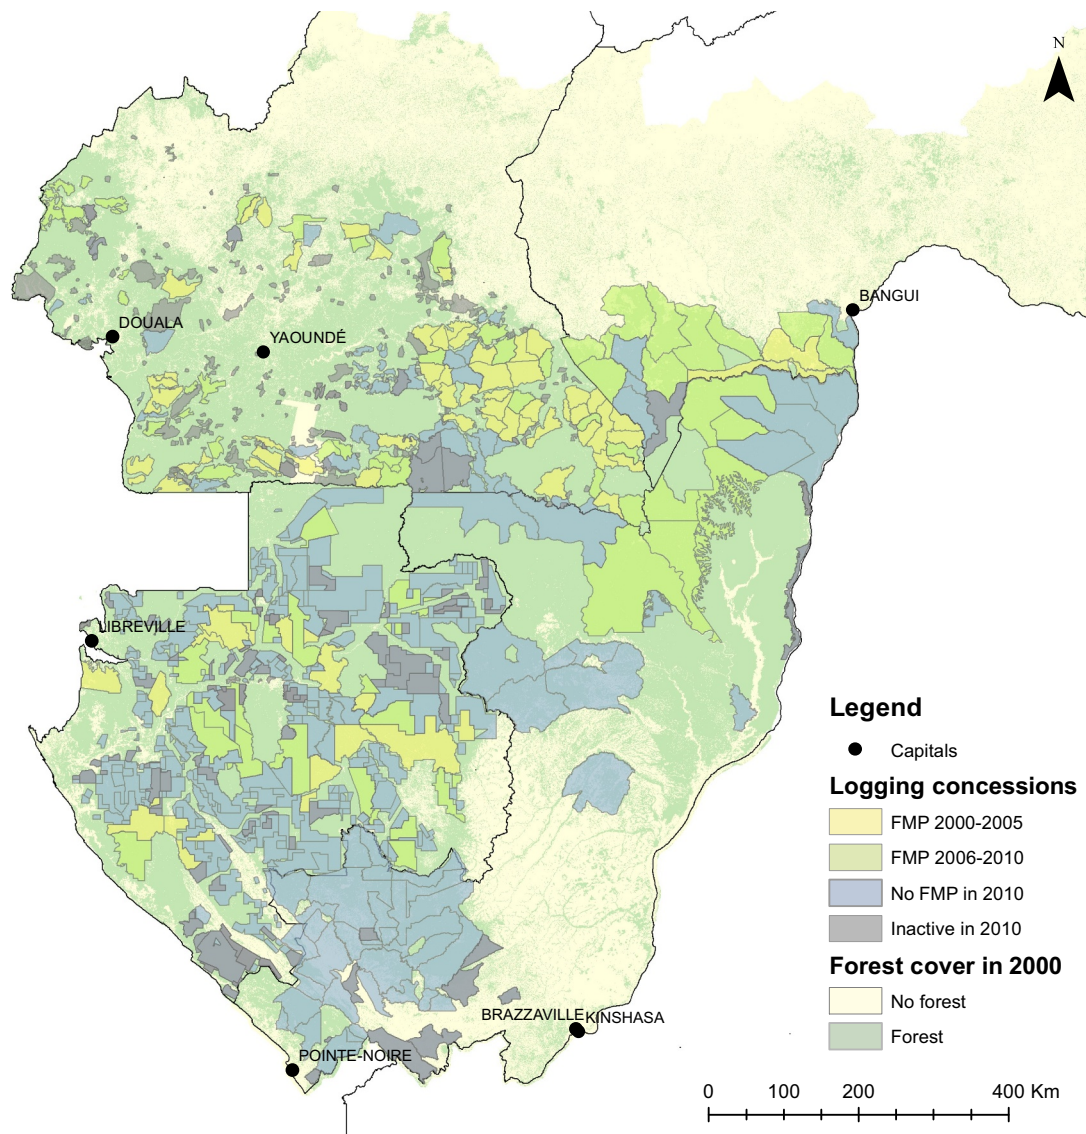 N
BANGUI
DOUALA
YAOUNDÉ
LIBREVILLE
Legend
Capitals
Logging concessions
FMP 2000-2005
FMP 2006-2010
No FMP in 2010
Inactive in 2010
Forest cover in 2000
No forest
Forest
BRAZZAVILLE
KINSHASA
POINTE-NOIRE
0 100 200 400 Km